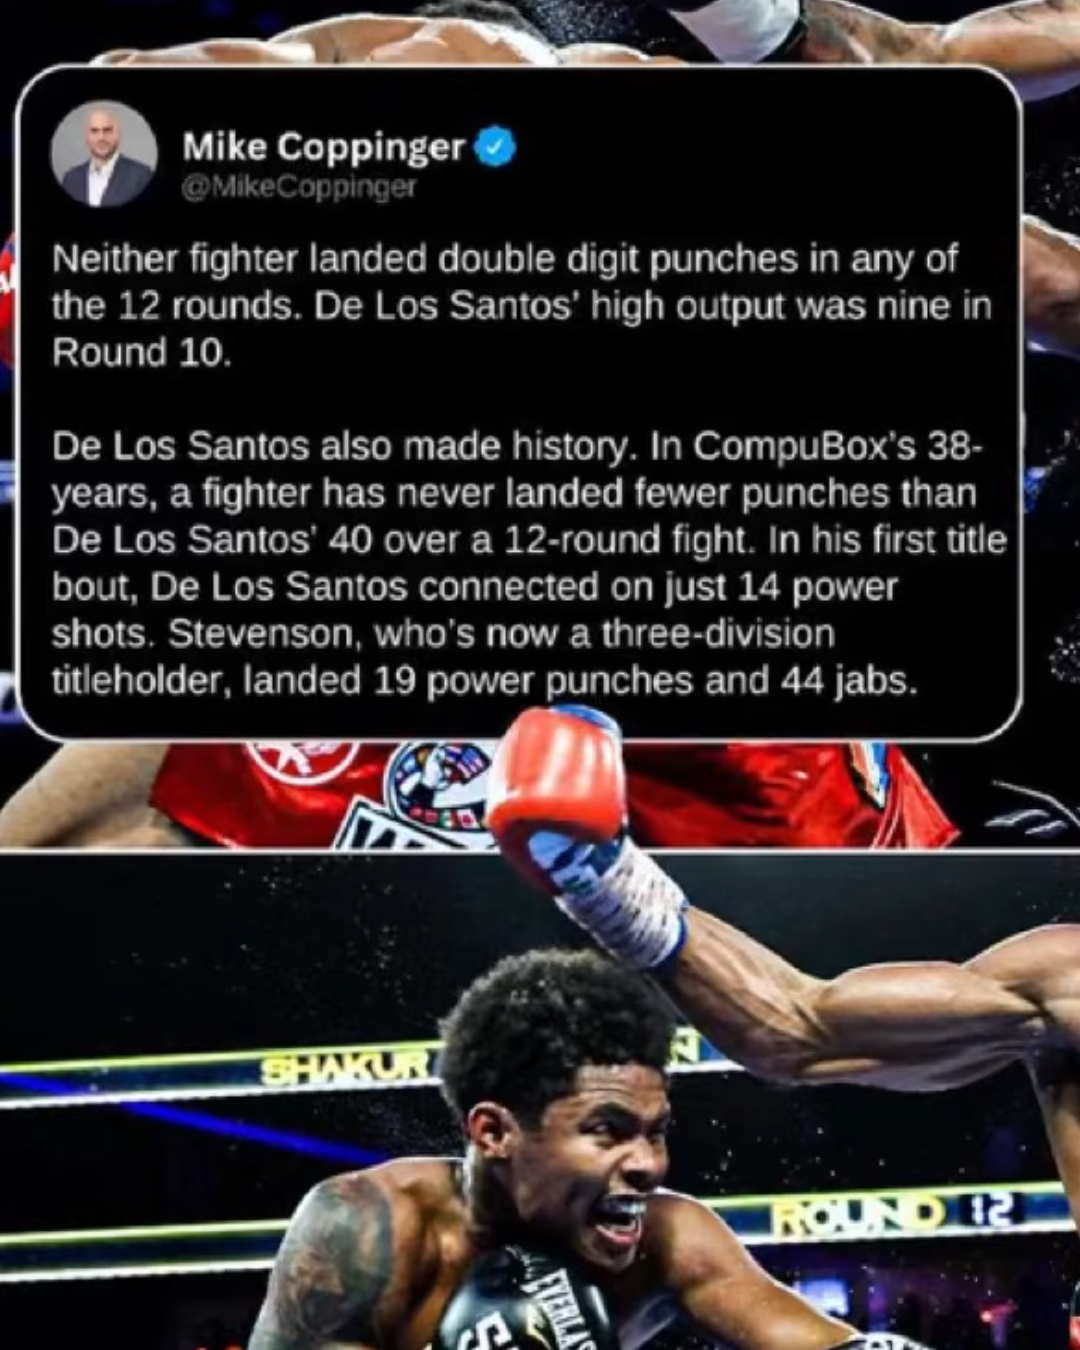 Mike Coppinger
@MikeCoppinger
Neither fighter landed double digit punches in any of
the 12 rounds. De Los Santos' high output was nine in
Round 10.
De Los Santos also made history. In CompuBox's 38-
years, a fighter has never landed fewer punches than
De Los Santos' 40 over a 12-round fight. In his first title
bout, De Los Santos connected on just 14 power
shots. Stevenson, who's now a three-division
titleholder, landed 19 power punches and 44 jabs.
SHAKUR
ROUND 12